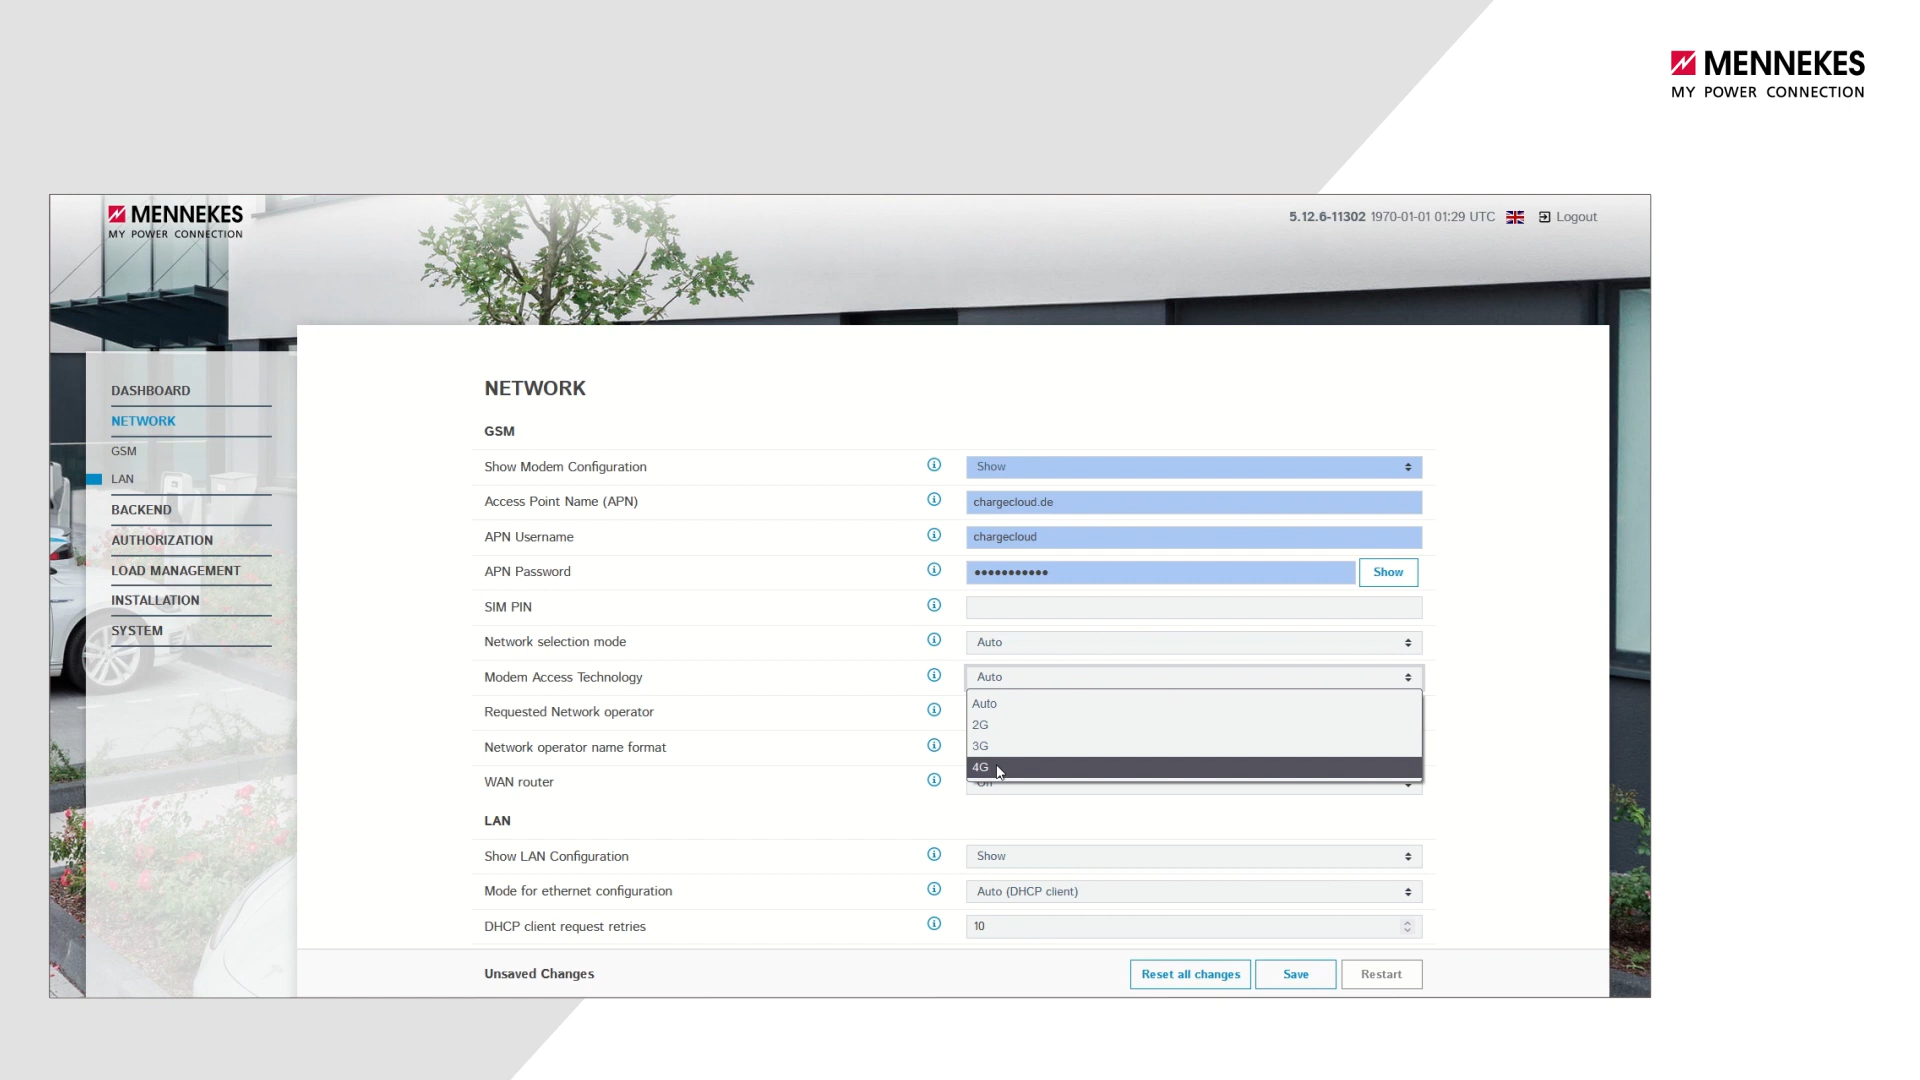 MENNEKES
MY POWER CONNECTION
MENNEKES
MY POWER CONNECTION
5.12.6-11302 1970-01-01 01:29 UTC Logout
DASHBOARD
NETWORK
GSM
LAN
BACKEND
AUTHORIZATION
LOAD MANAGEMENT
INSTALLATION
SYSTEM
NETWORK
GSM
Show Modem Configuration Show
Access Point Name (APN) chargecloud.de
APN Username chargecloud
APN Password ••••••••••• Show
SIM PIN
Network selection mode Auto
Modem Access Technology Auto
Auto
2G
3G
4G
Requested Network operator
Network operator name format
WAN router
LAN
Show LAN Configuration Show
Mode for ethernet configuration Auto (DHCP client)
DHCP client request retries 10
Unsaved Changes Reset all changes Save Restart